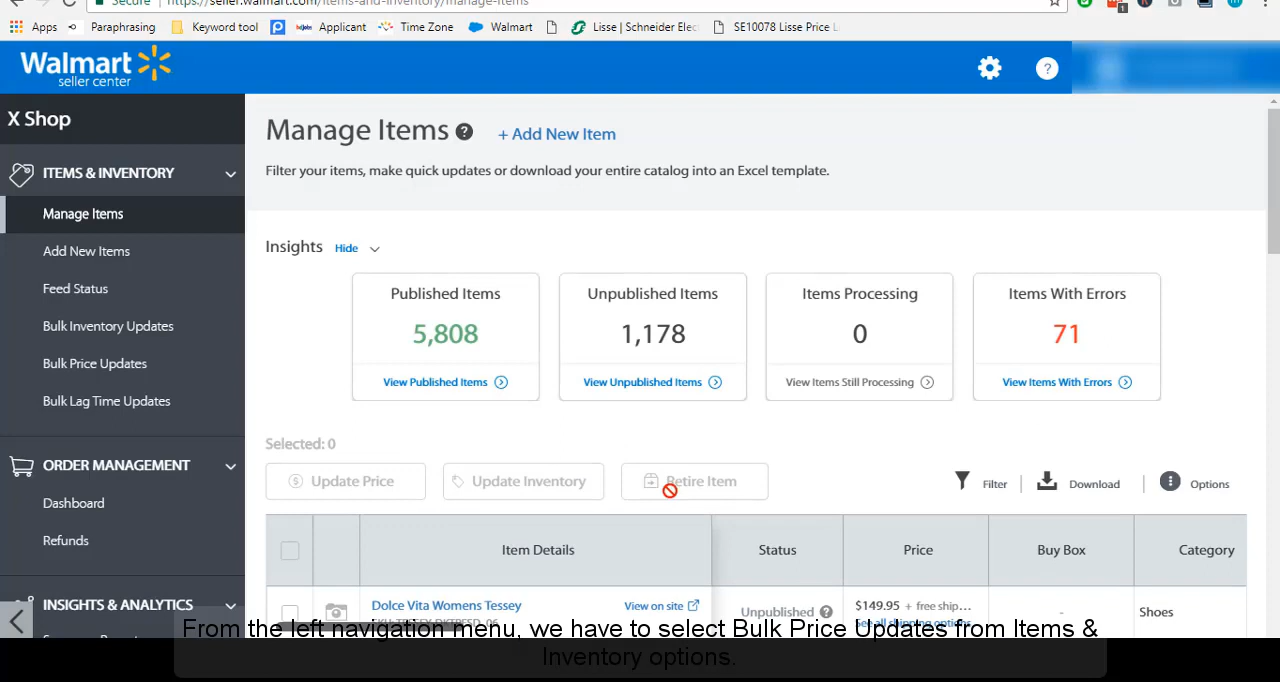 Secure https://seller.walmart.com/items-and-inventory/manage-items
Apps Paraphrasing Keyword tool Applicant Time Zone Walmart Lisse | Schneider Elec SE10078 Lisse Price L
Walmart
seller center
?
X Shop
Manage Items ? + Add New Item
Filter your items, make quick updates or download your entire catalog into an Excel template.
ITEMS & INVENTORY
Manage Items
Add New Items
Feed Status
Bulk Inventory Updates
Bulk Price Updates
Bulk Lag Time Updates
ORDER MANAGEMENT
Dashboard
Refunds
INSIGHTS & ANALYTICS
Insights Hide
Published Items
5,808
View Published Items
Unpublished Items
1,178
View Unpublished Items
Items Processing
0
View Items Still Processing
Items With Errors
71
View Items With Errors
Selected: 0
Update Price Update Inventory Retire Item Filter | Download | Options
Item Details Status Price Buy Box Category
Dolce Vita Womens Tessey View on site Unpublished ? $149.95 + free ship... - Shoes
See all shipping options
From the left navigation menu, we have to select Bulk Price Updates from Items &
Inventory options.